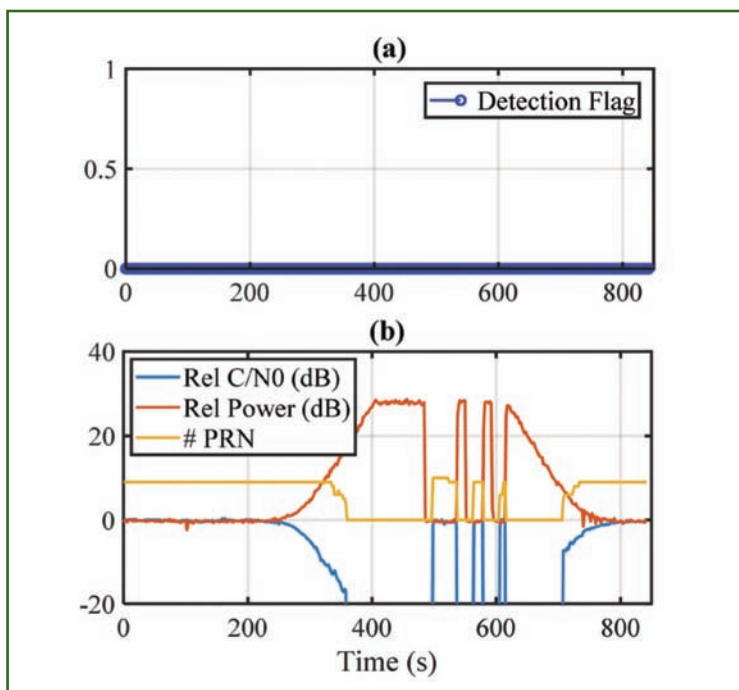 (a)
1
Detection Flag
0.5
0
0 200 400 600 800
(b)
40
Rel C/N0 (dB)
Rel Power (dB)
20
# PRN
0
-20
0 200 400 600 800
Time (s)